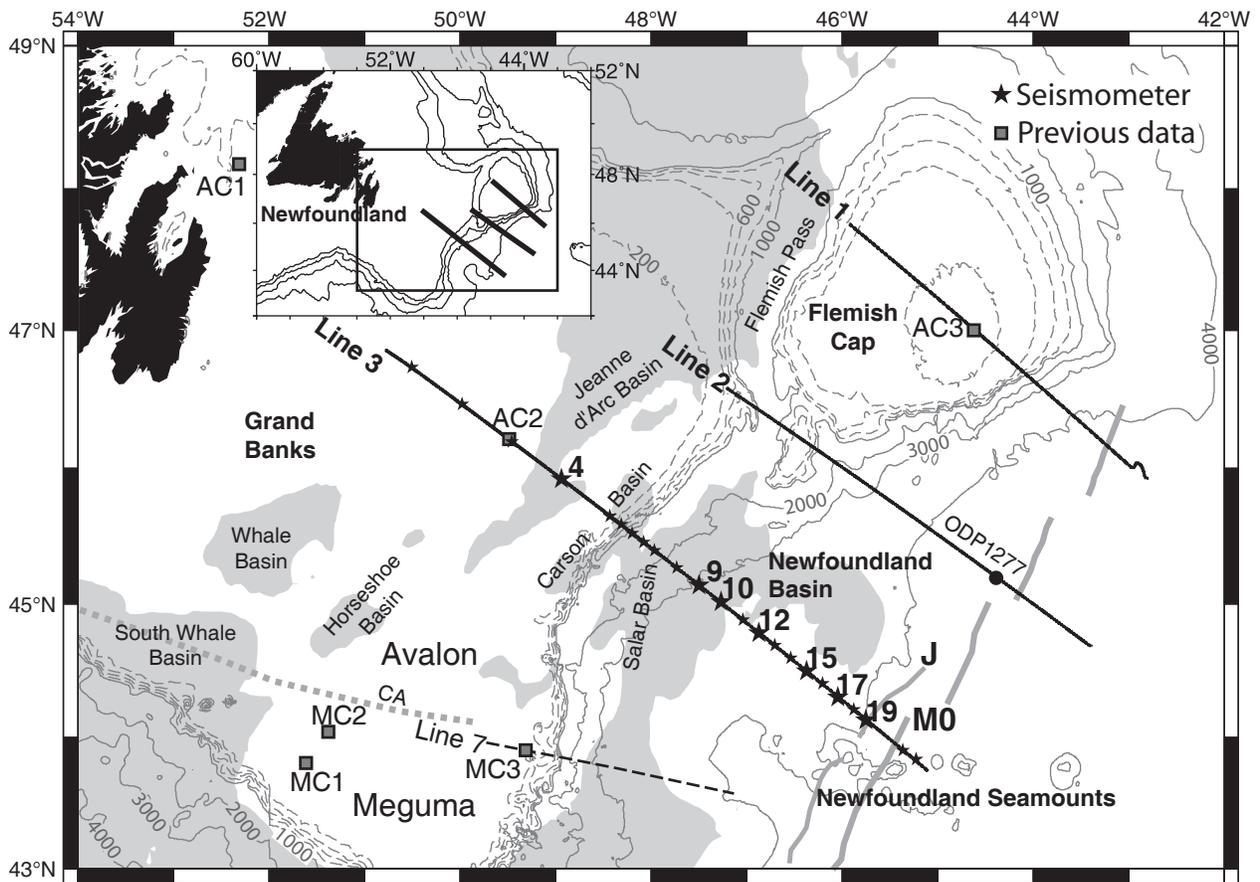 54°W
52°W
50°W
48°W
46°W
44°W
42°W
49°N
60˚W
52˚W
44˚W
52˚N
48˚N
44˚N
Newfoundland
Seismometer
Previous data
AC1
Line 1
1000
600
1000
200
Flemish Pass
Flemish
Cap
AC3
4000
47°N
Line 3
Line 2
Jeanne
d'Arc Basin
Grand
Banks
AC2
3000
4
2000
Carson
Basin
Whale
Basin
ODP1277
Horseshoe
Basin
9
10
Newfoundland
Basin
45°N
12
Salar Basin
South Whale
Basin
Avalon
15
J
17
CA
19
M0
MC2
Line 7
MC3
MC1
Meguma
Newfoundland Seamounts
4000
3000
2000
1000
43°N